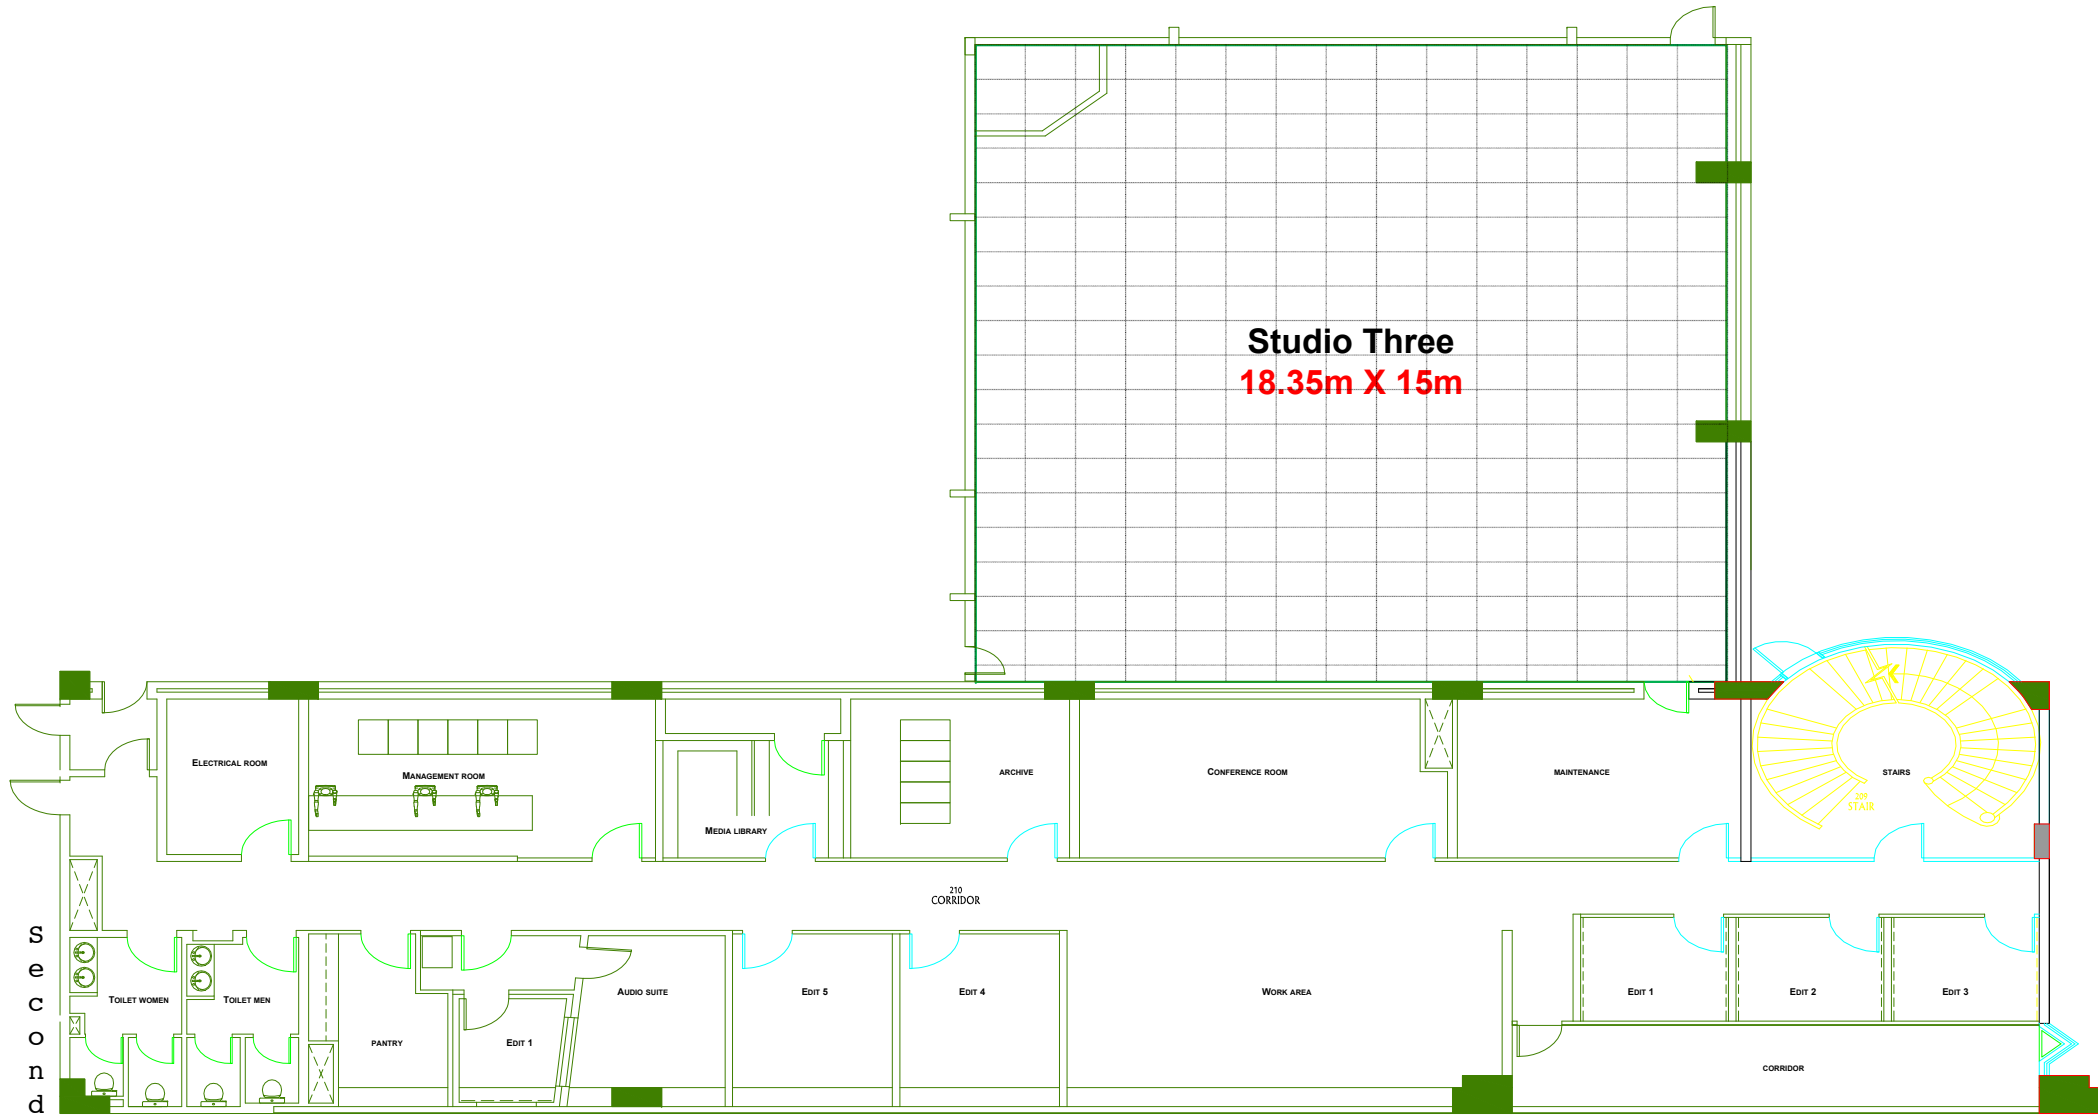 Studio Three
18.35m X 15m
ELECTRICAL ROOM
MANAGEMENT ROOM
MEDIA LIBRARY
ARCHIVE
CONFERENCE ROOM
MAINTENANCE
STAIRS
STAIR
210
CORRIDOR
TOILET WOMEN
TOILET MEN
PANTRY
EDIT 1
AUDIO SUITE
EDIT 5
EDIT 4
WORK AREA
EDIT 1
EDIT 2
EDIT 3
CORRIDOR
Second